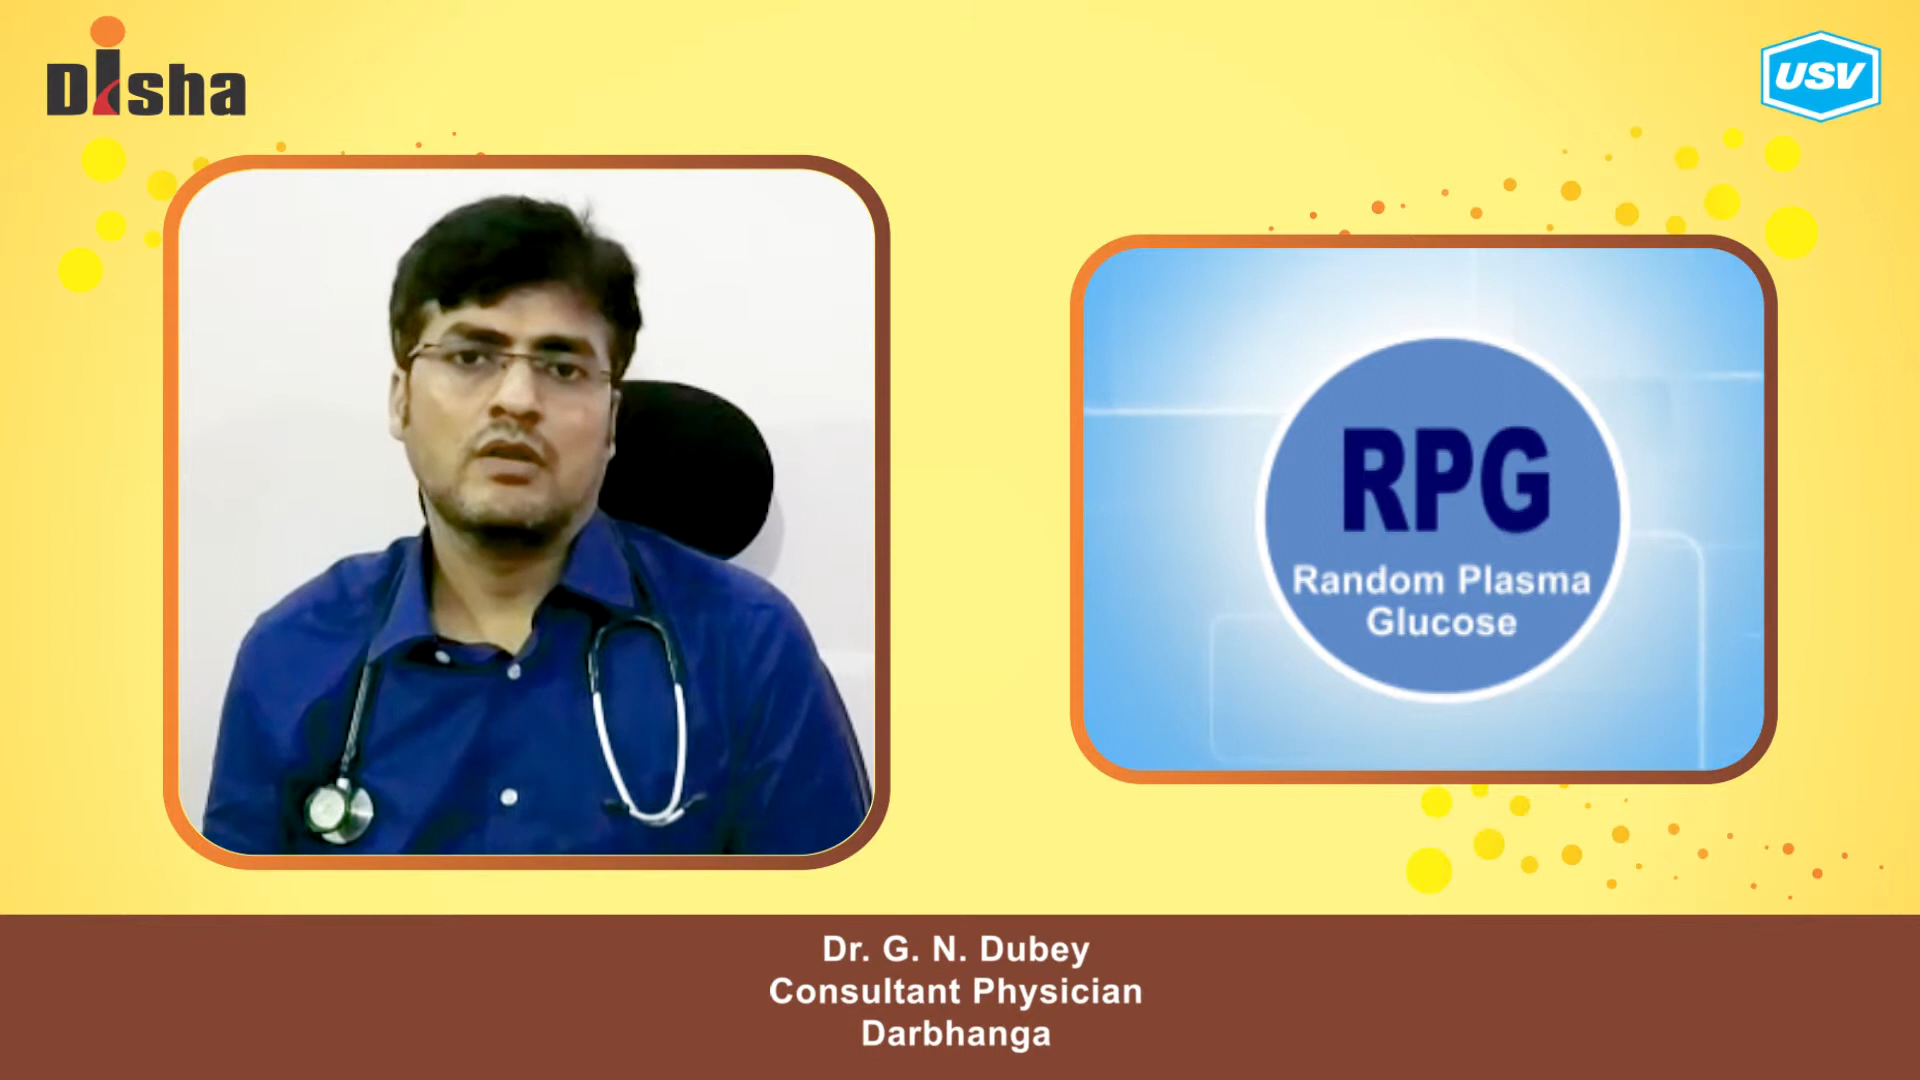 Disha
USV
RPG
Random Plasma
Glucose
Dr. G. N. Dubey
Consultant Physician
Darbhanga